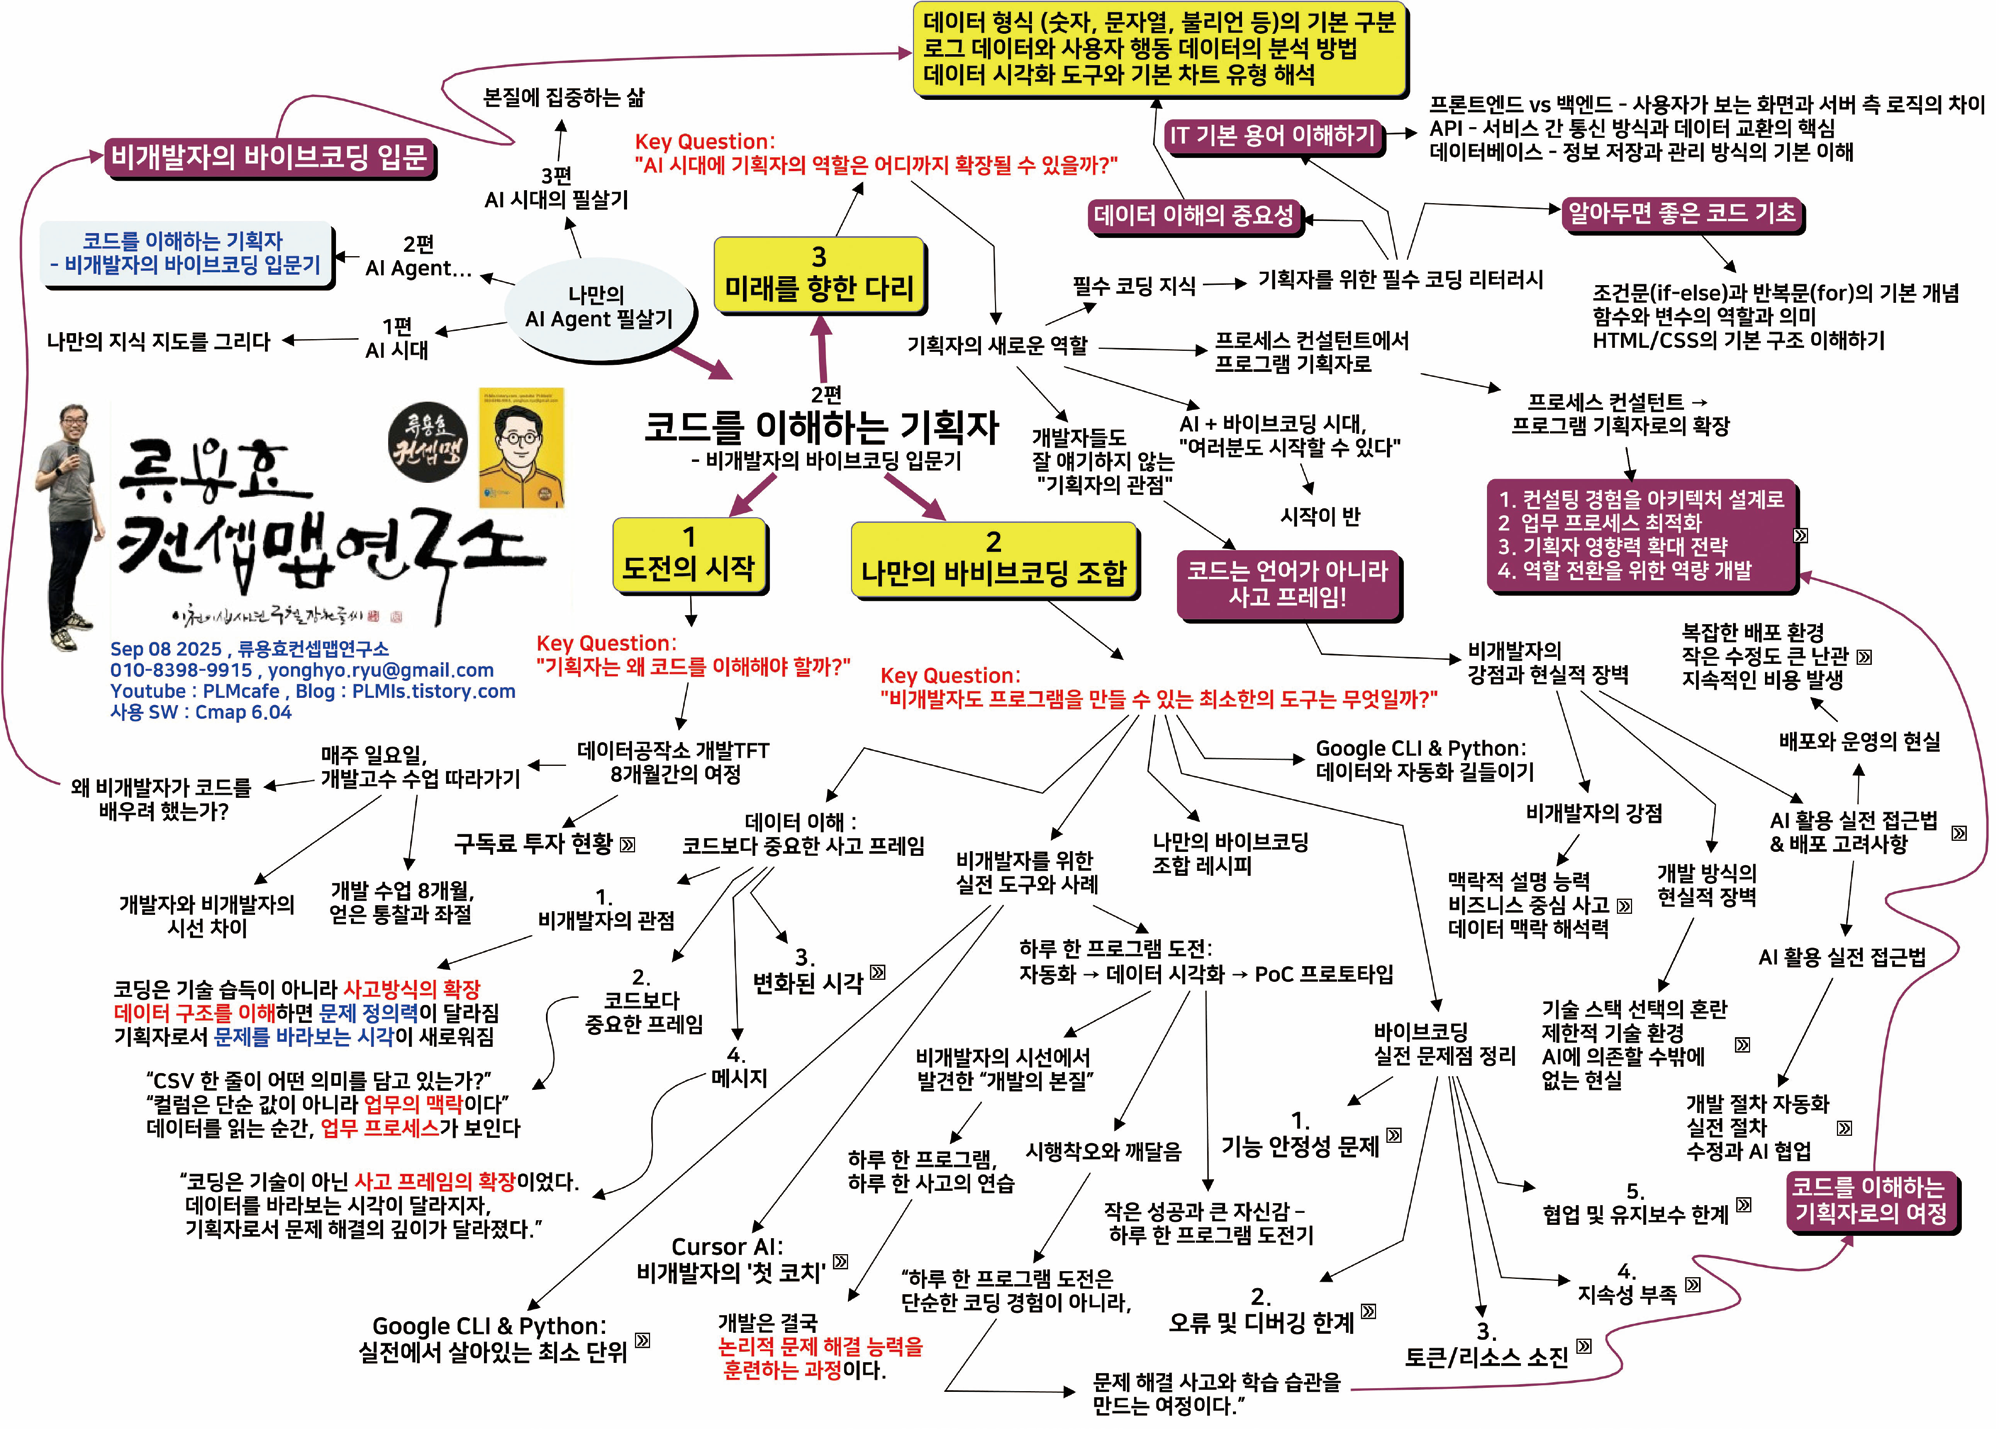 데이터 형식 (숫자, 문자열, 불리언 등)의 기본 구분
로그 데이터와 사용자 행동 데이터의 분석 방법
데이터 시각화 도구와 기본 차트 유형 해석
본질에 집중하는 삶
비개발자의 바이브코딩 입문
Key Question:
"AI 시대에 기획자의 역할은 어디까지 확장될 수 있을까?"
IT 기본 용어 이해하기
프론트엔드 vs 백엔드 - 사용자가 보는 화면과 서버 측 로직의 차이
API - 서비스 간 통신 방식과 데이터 교환의 핵심
데이터베이스 - 정보 저장과 관리 방식의 기본 이해
3편
AI 시대의 필살기
데이터 이해의 중요성
알아두면 좋은 코드 기초
코드를 이해하는 기획자
- 비개발자의 바이브코딩 입문기
2편
AI Agent...
나만의
AI Agent 필살기
3
미래를 향한 다리
필수 코딩 지식
기획자를 위한 필수 코딩 리터러시
조건문(if-else)과 반복문(for)의 기본 개념
함수와 변수의 역할과 의미
HTML/CSS의 기본 구조 이해하기
나만의 지식 지도를 그리다
1편
AI 시대
기획자의 새로운 역할
프로세스 컨설턴트에서
프로그램 기획자로
2편
코드를 이해하는 기획자
- 비개발자의 바이브코딩 입문기
개발자들도
잘 얘기하지 않는
"기획자의 관점"
AI + 바이브코딩 시대,
"여러분도 시작할 수 있다"
시작이 반
프로세스 컨설턴트 →
프로그램 기획자로의 확장
1. 컨설팅 경험을 아키텍처 설계로
2 업무 프로세스 최적화
3. 기획자 영향력 확대 전략
4. 역할 전환을 위한 역량 개발
류용효
컨셉맵
류용효
컨셉맵연구소
Sep 08 2025 , 류용효컨셉맵연구소
010-8398-9915 , yonghyo.ryu@gmail.com
Youtube : PLMcafe , Blog : PLMIs.tistory.com
사용 SW : Cmap 6.04
1
도전의 시작
2
나만의 바비브코딩 조합
코드는 언어가 아니라
사고 프레임!
Key Question:
"기획자는 왜 코드를 이해해야 할까?"
Key Question:
"비개발자도 프로그램을 만들 수 있는 최소한의 도구는 무엇일까?"
비개발자의
강점과 현실적 장벽
복잡한 배포 환경
작은 수정도 큰 난관
지속적인 비용 발생
배포와 운영의 현실
왜 비개발자가 코드를
배우려 했는가?
매주 일요일,
개발고수 수업 따라가기
데이터공작소 개발TFT
8개월간의 여정
구독료 투자 현황
개발자와 비개발자의
시선 차이
개발 수업 8개월,
얻은 통찰과 좌절
데이터 이해 :
코드보다 중요한 사고 프레임
비개발자를 위한
실전 도구와 사례
나만의 바이브코딩
조합 레시피
Google CLI & Python:
데이터와 자동화 길들이기
비개발자의 강점
맥락적 설명 능력
비즈니스 중심 사고
데이터 맥락 해석력
개발 방식의
현실적 장벽
AI 활용 실전 접근법
& 배포 고려사항
AI 활용 실전 접근법
1.
비개발자의 관점
2.
코드보다
중요한 프레임
3.
변화된 시각
4.
메시지
코딩은 기술 습득이 아니라 사고방식의 확장
데이터 구조를 이해하면 문제 정의력이 달라짐
기획자로서 문제를 바라보는 시각이 새로워짐
“CSV 한 줄이 어떤 의미를 담고 있는가?”
“컬럼은 단순 값이 아니라 업무의 맥락이다”
데이터를 읽는 순간, 업무 프로세스가 보인다
“코딩은 기술이 아닌 사고 프레임의 확장이었다.
데이터를 바라보는 시각이 달라지자,
기획자로서 문제 해결의 깊이가 달라졌다.”
하루 한 프로그램 도전:
자동화 → 데이터 시각화 → PoC 프로토타입
비개발자의 시선에서
발견한 “개발의 본질”
하루 한 프로그램,
하루 한 사고의 연습
시행착오와 깨달음
작은 성공과 큰 자신감 –
하루 한 프로그램 도전기
Cursor AI:
비개발자의 '첫 코치'
Google CLI & Python:
실전에서 살아있는 최소 단위
개발은 결국
논리적 문제 해결 능력을
훈련하는 과정이다.
“하루 한 프로그램 도전은
단순한 코딩 경험이 아니라,
문제 해결 사고와 학습 습관을
만드는 여정이다.”
바이브코딩
실전 문제점 정리
1.
기능 안정성 문제
2.
오류 및 디버깅 한계
3.
토큰/리소스 소진
4.
지속성 부족
5.
협업 및 유지보수 한계
기술 스택 선택의 혼란
제한적 기술 환경
AI에 의존할 수밖에
없는 현실
개발 절차 자동화
실전 절차
수정과 AI 협업
코드를 이해하는
기획자로의 여정